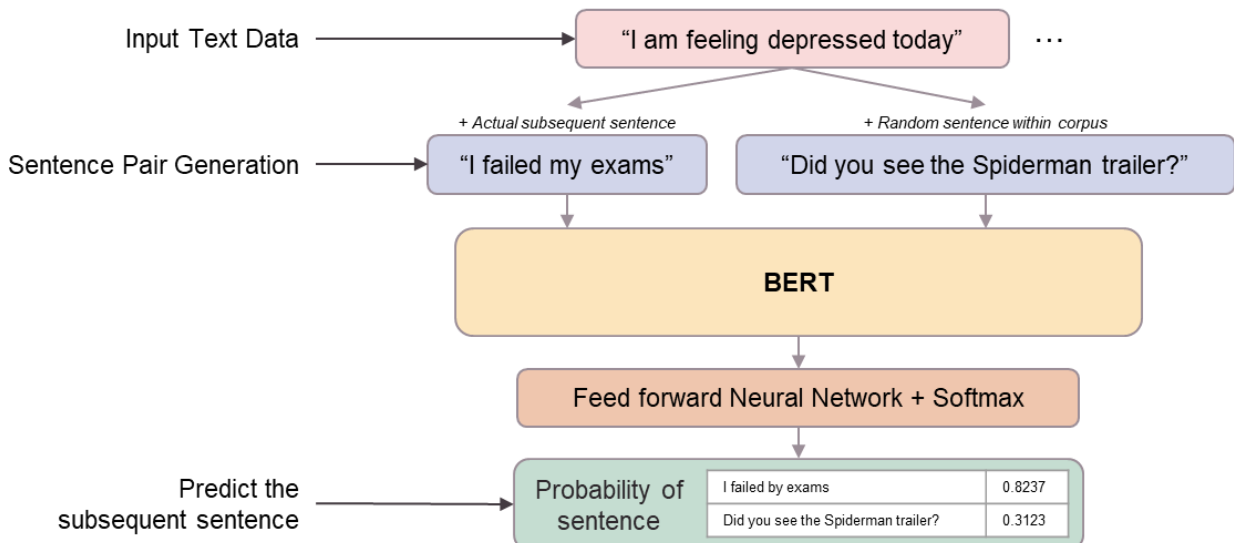 Input Text Data
“I am feeling depressed today”
...
+ Actual subsequent sentence
+ Random sentence within corpus
Sentence Pair Generation
“I failed my exams”
“Did you see the Spiderman trailer?”
BERT
Feed forward Neural Network + Softmax
Predict the
subsequent sentence
Probability of
sentence
I failed by exams 0.8237
Did you see the Spiderman trailer? 0.3123